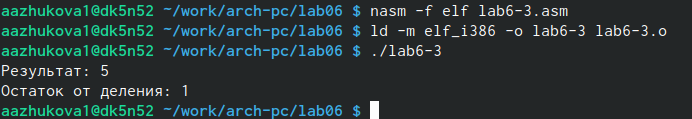 aazhukova1@dk5n52 ~/work/arch-pc/lab06 $ nasm -f elf lab6-3.asm
aazhukova1@dk5n52 ~/work/arch-pc/lab06 $ ld -m elf_i386 -o lab6-3 lab6-3.o
aazhukova1@dk5n52 ~/work/arch-pc/lab06 $ ./lab6-3
Результат: 5
Остаток от деления: 1
aazhukova1@dk5n52 ~/work/arch-pc/lab06 $